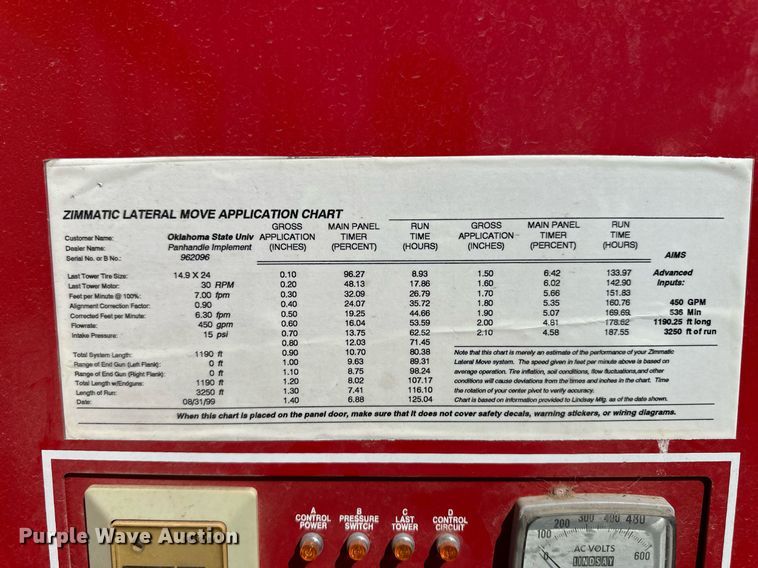 ZIMMATIC LATERAL MOVE APPLICATION CHART
Customer Name: Oklahoma State Univ
Dealer Name: Panhandle Implement
Serial No. or B No.: 962096
Last Tower Tire Size: 14.9 X 24
Last Tower Motor: 30 RPM
Feet per Minute @ 100%: 7.00 fpm
Alignment Correction Factor: 0.90
Corrected Feet per Minute: 6.30 fpm
Flowrate: 450 gpm
Intake Pressure: 15 psi
Total System Length: 1190 ft
Range of End Gun (Left Flank): 0 ft
Range of End Gun (Right Flank): 0 ft
Total Length w/Endguns: 1190 ft
Length of Run: 3250 ft
Date: 08/31/99
GROSS APPLICATION (INCHES) MAIN PANEL TIMER (PERCENT) RUN TIME (HOURS)
0.10 96.27 8.93
0.20 48.13 17.86
0.30 32.09 26.79
0.40 24.07 35.72
0.50 19.25 44.66
0.60 16.04 53.59
0.70 13.75 62.52
0.80 12.03 71.45
0.90 10.70 80.38
1.00 9.63 89.31
1.10 8.75 98.24
1.20 8.02 107.17
1.30 7.41 116.10
1.40 6.88 125.04
GROSS APPLICATION (INCHES) MAIN PANEL TIMER (PERCENT) RUN TIME (HOURS)
1.50 6.42 133.97
1.60 6.02 142.90
1.70 5.66 151.83
1.80 5.35 160.76
1.90 5.07 169.69
2.00 4.81 178.62
2.10 4.58 187.55
AIMS
Advanced
Inputs:
450 GPM
536 Min
1190.25 ft long
3250 ft of run
Note that this chart is merely an estimate of the performance of your Zimmatic
Lateral Move system. The speed given in feet per minute above is based on
average operation. Tire inflation, soil conditions, flow fluctuations, and other
conditions will cause deviations from the times and inches in the chart. Time
the rotation of your center pivot to verify accuracy.
Chart is based on information provided to Lindsay Mfg. as of the date shown.
When this chart is placed on the panel door, make sure that it does not cover safety decals, warning stickers, or wiring diagrams.
A CONTROL POWER
B PRESSURE SWITCH
C LAST TOWER
D CONTROL CIRCUIT
0 100 200 300 400 480 600
AC VOLTS
LINDSAY
Purple Wave Auction
Purple Wave Auction